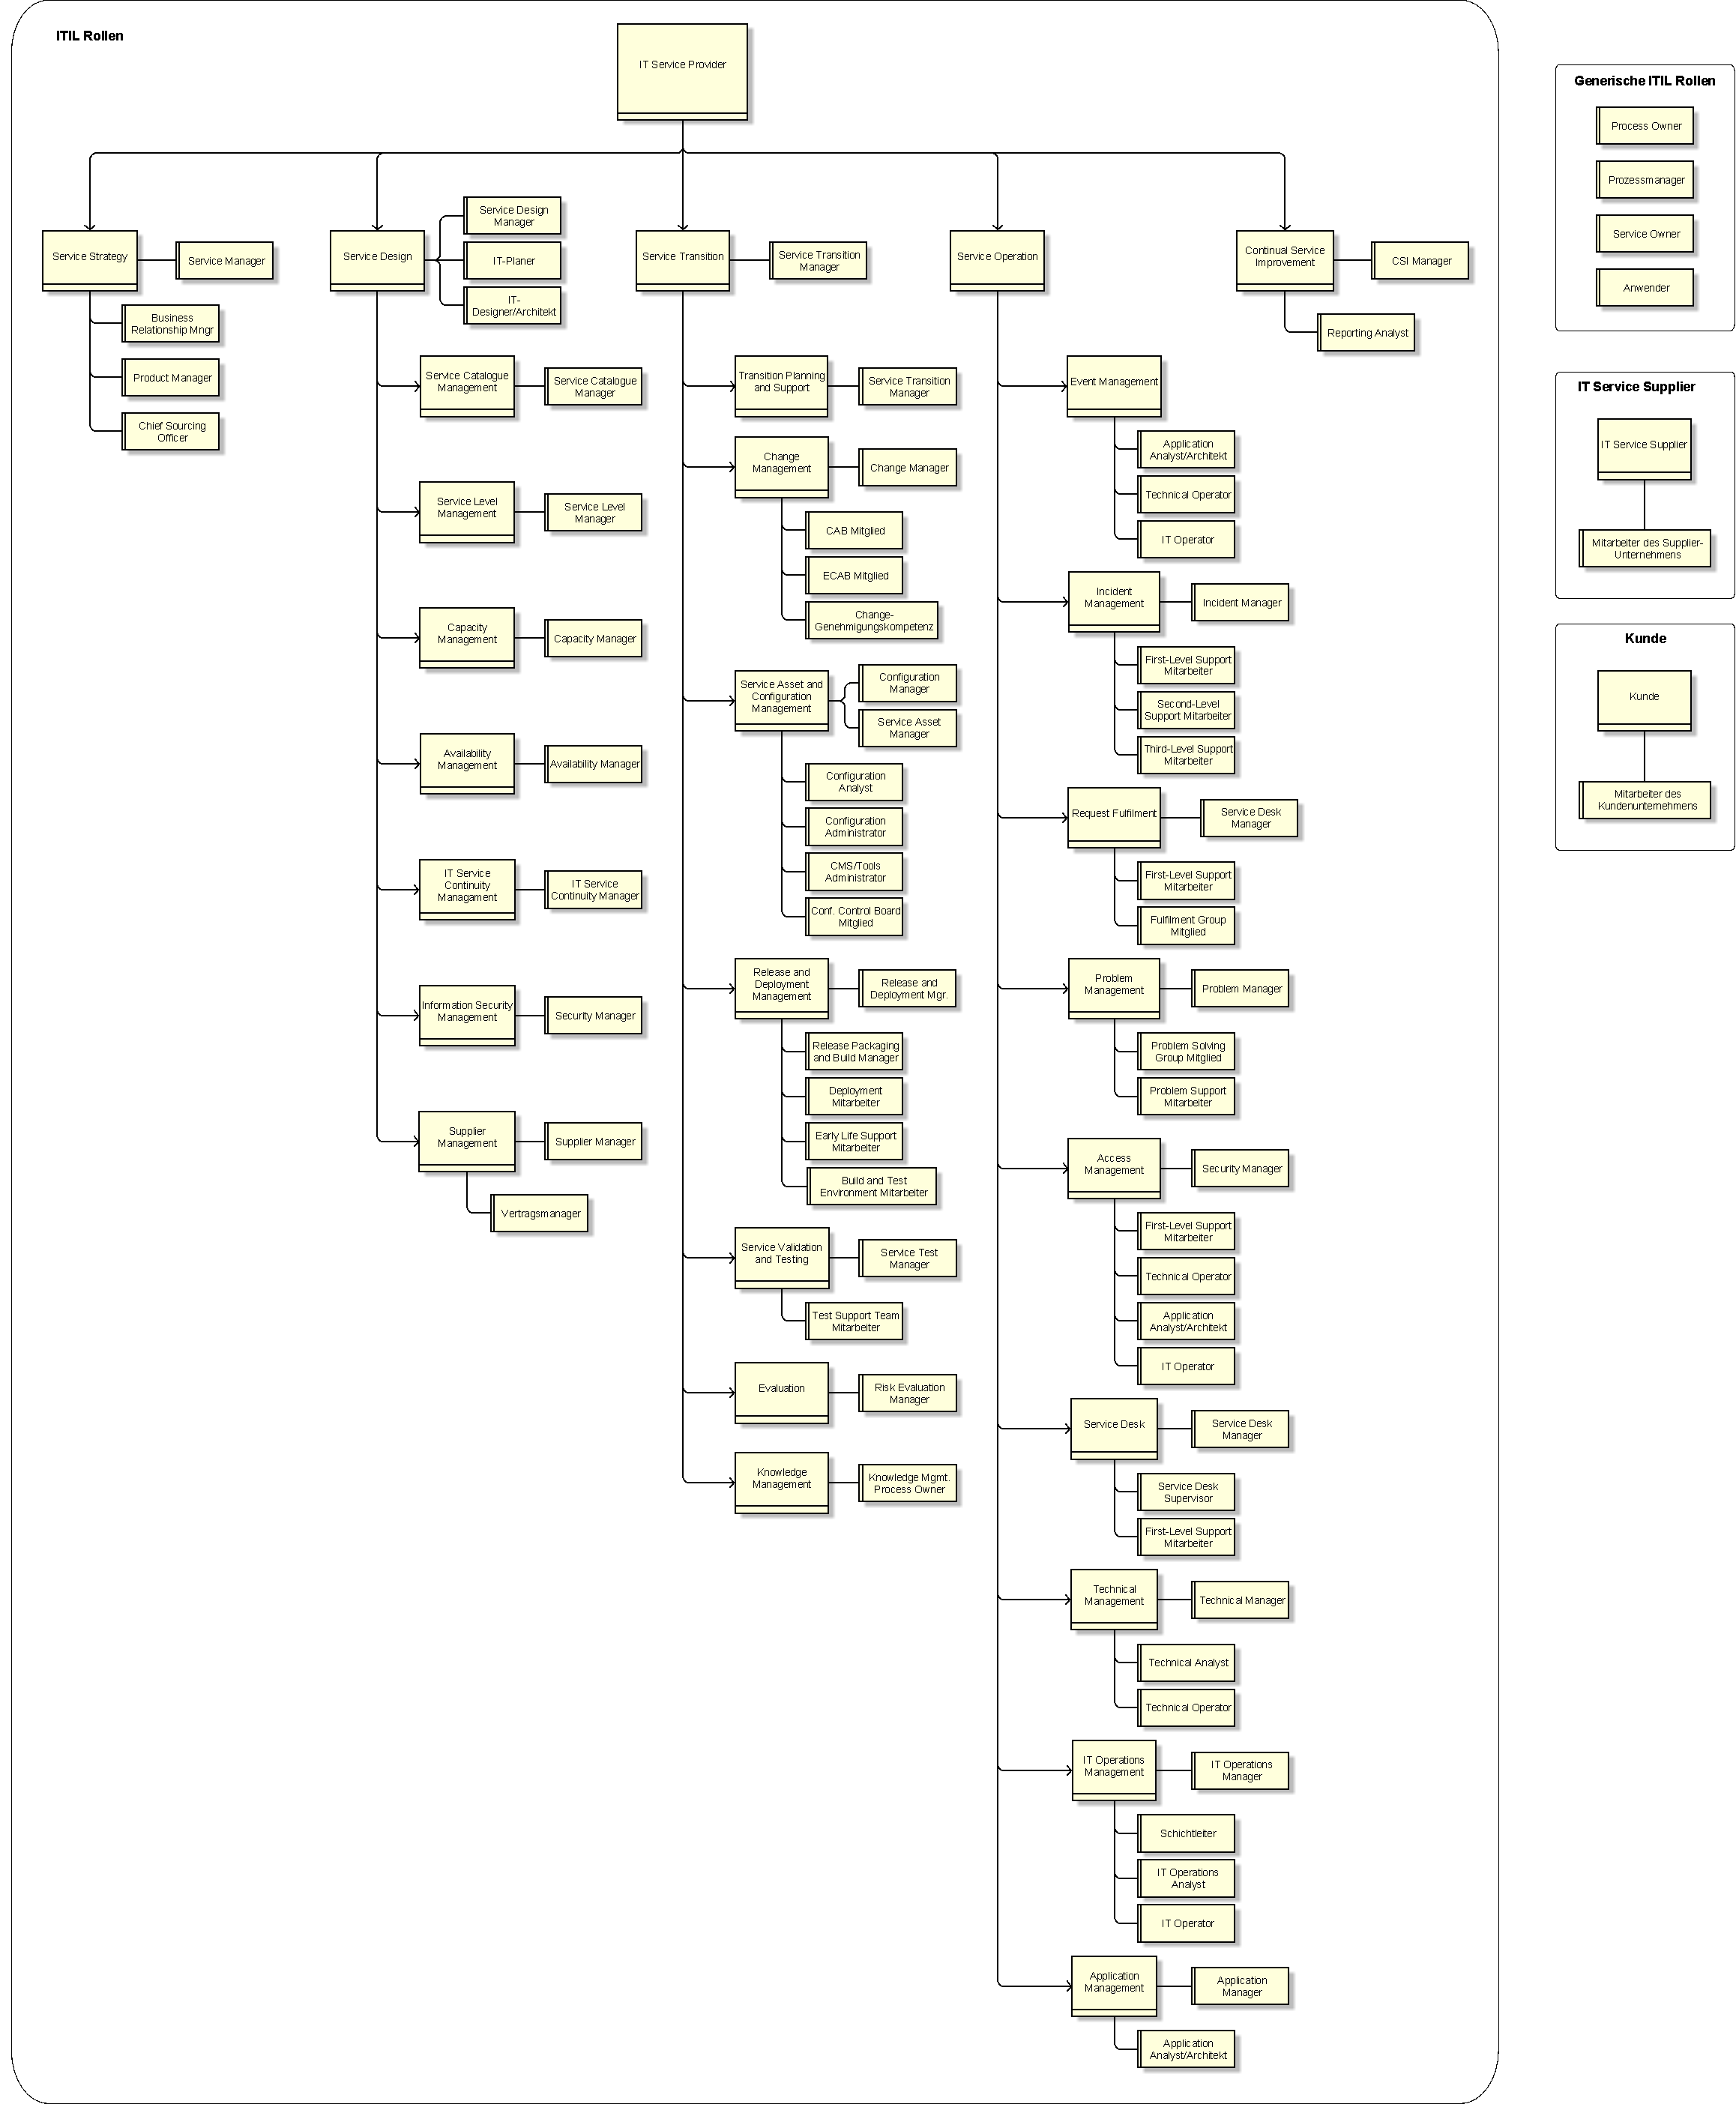 ITIL Rollen
IT Service Provider
Service Strategy
Service Manager
Business
Relationship Mngr
Product Manager
Chief Sourcing
Officer
Service Design
Service Design
Manager
IT-Planer
IT-
Designer/Architekt
Service Catalogue
Management
Service Catalogue
Manager
Service Level
Management
Service Level
Manager
Capacity
Management
Capacity Manager
Availability
Management
Availability Manager
IT Service
Continuity
Managament
IT Service
Continuity Manager
Information Security
Management
Security Manager
Supplier
Management
Supplier Manager
Vertragsmanager
Service Transition
Service Transition
Manager
Transition Planning
and Support
Service Transition
Manager
Change
Management
Change Manager
CAB Mitglied
ECAB Mitglied
Change-
Genehmigungskompetenz
Service Asset and
Configuration
Management
Configuration
Manager
Service Asset
Manager
Configuration
Analyst
Configuration
Administrator
CMS/Tools
Administrator
Conf. Control Board
Mitglied
Release and
Deployment
Management
Release and
Deployment Mgr.
Release Packaging
and Build Manager
Deployment
Mitarbeiter
Early Life Support
Mitarbeiter
Build and Test
Environment Mitarbeiter
Service Validation
and Testing
Service Test
Manager
Test Support Team
Mitarbeiter
Evaluation
Risk Evaluation
Manager
Knowledge
Management
Knowledge Mgmt.
Process Owner
Service Operation
Event Management
Application
Analyst/Architekt
Technical Operator
IT Operator
Incident
Management
Incident Manager
First-Level Support
Mitarbeiter
Second-Level
Support Mitarbeiter
Third-Level Support
Mitarbeiter
Request Fulfilment
Service Desk
Manager
First-Level Support
Mitarbeiter
Fulfilment Group
Mitglied
Problem
Management
Problem Manager
Problem Solving
Group Mitglied
Problem Support
Mitarbeiter
Access
Management
Security Manager
First-Level Support
Mitarbeiter
Technical Operator
Application
Analyst/Architekt
IT Operator
Service Desk
Service Desk
Manager
Service Desk
Supervisor
First-Level Support
Mitarbeiter
Technical
Management
Technical Manager
Technical Analyst
Technical Operator
IT Operations
Management
IT Operations
Manager
Schichtleiter
IT Operations
Analyst
IT Operator
Application
Management
Application
Manager
Application
Analyst/Architekt
Continual Service
Improvement
CSI Manager
Reporting Analyst
Generische ITIL Rollen
Process Owner
Prozessmanager
Service Owner
Anwender
IT Service Supplier
IT Service Supplier
Mitarbeiter des Supplier-
Unternehmens
Kunde
Kunde
Mitarbeiter des
Kundenunternehmens